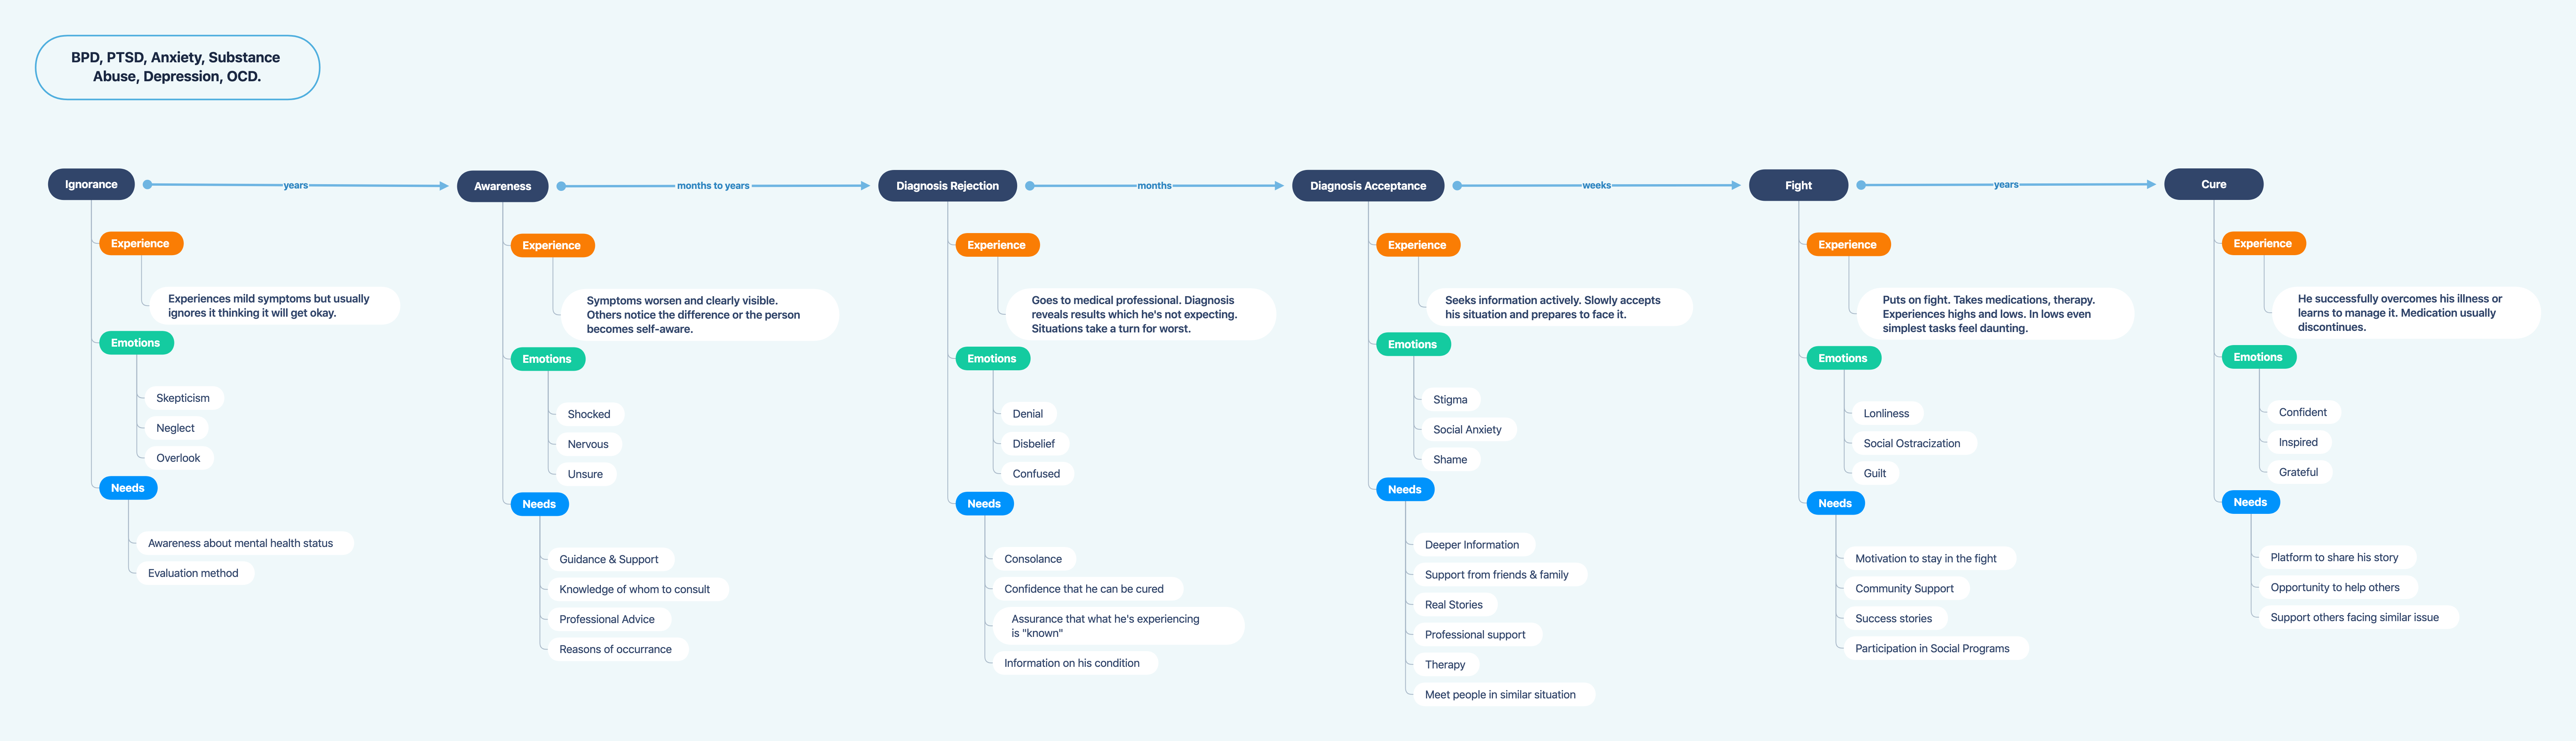 BPD, PTSD, Anxiety, Substance
Abuse, Depression, OCD.
Ignorance
years
Awareness
months to years
Diagnosis Rejection
months
Diagnosis Acceptance
weeks
Fight
years
Cure
Experience
Experiences mild symptoms but usually
ignores it thinking it will get okay.
Emotions
Skepticism
Neglect
Overlook
Needs
Awareness about mental health status
Evaluation method
Experience
Symptoms worsen and clearly visible.
Others notice the difference or the person
becomes self-aware.
Emotions
Shocked
Nervous
Unsure
Needs
Guidance & Support
Knowledge of whom to consult
Professional Advice
Reasons of occurrance
Experience
Goes to medical professional. Diagnosis
reveals results which he's not expecting.
Situations take a turn for worst.
Emotions
Denial
Disbelief
Confused
Needs
Consolance
Confidence that he can be cured
Assurance that what he's experiencing
is "known"
Information on his condition
Experience
Seeks information actively. Slowly accepts
his situation and prepares to face it.
Emotions
Stigma
Social Anxiety
Shame
Needs
Deeper Information
Support from friends & family
Real Stories
Professional support
Therapy
Meet people in similar situation
Experience
Puts on fight. Takes medications, therapy.
Experiences highs and lows. In lows even
simplest tasks feel daunting.
Emotions
Lonliness
Social Ostracization
Guilt
Needs
Motivation to stay in the fight
Community Support
Success stories
Participation in Social Programs
Experience
He successfully overcomes his illness or
learns to manage it. Medication usually
discontinues.
Emotions
Confident
Inspired
Grateful
Needs
Platform to share his story
Opportunity to help others
Support others facing similar issue